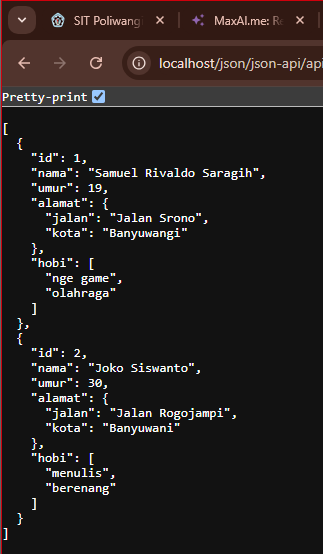 SIT Poliwang
MaxAI.me: Re
localhost/json/json-api/api
Pretty-print
[
  {
    "id": 1,
    "nama": "Samuel Rivaldo Saragih",
    "umur": 19,
    "alamat": {
      "jalan": "Jalan Srono",
      "kota": "Banyuwangi"
    },
    "hobi": [
      "nge game",
      "olahraga"
    ]
  },
  {
    "id": 2,
    "nama": "Joko Siswanto",
    "umur": 30,
    "alamat": {
      "jalan": "Jalan Rogojampi",
      "kota": "Banyuwani"
    },
    "hobi": [
      "menulis",
      "berenang"
    ]
  }
]